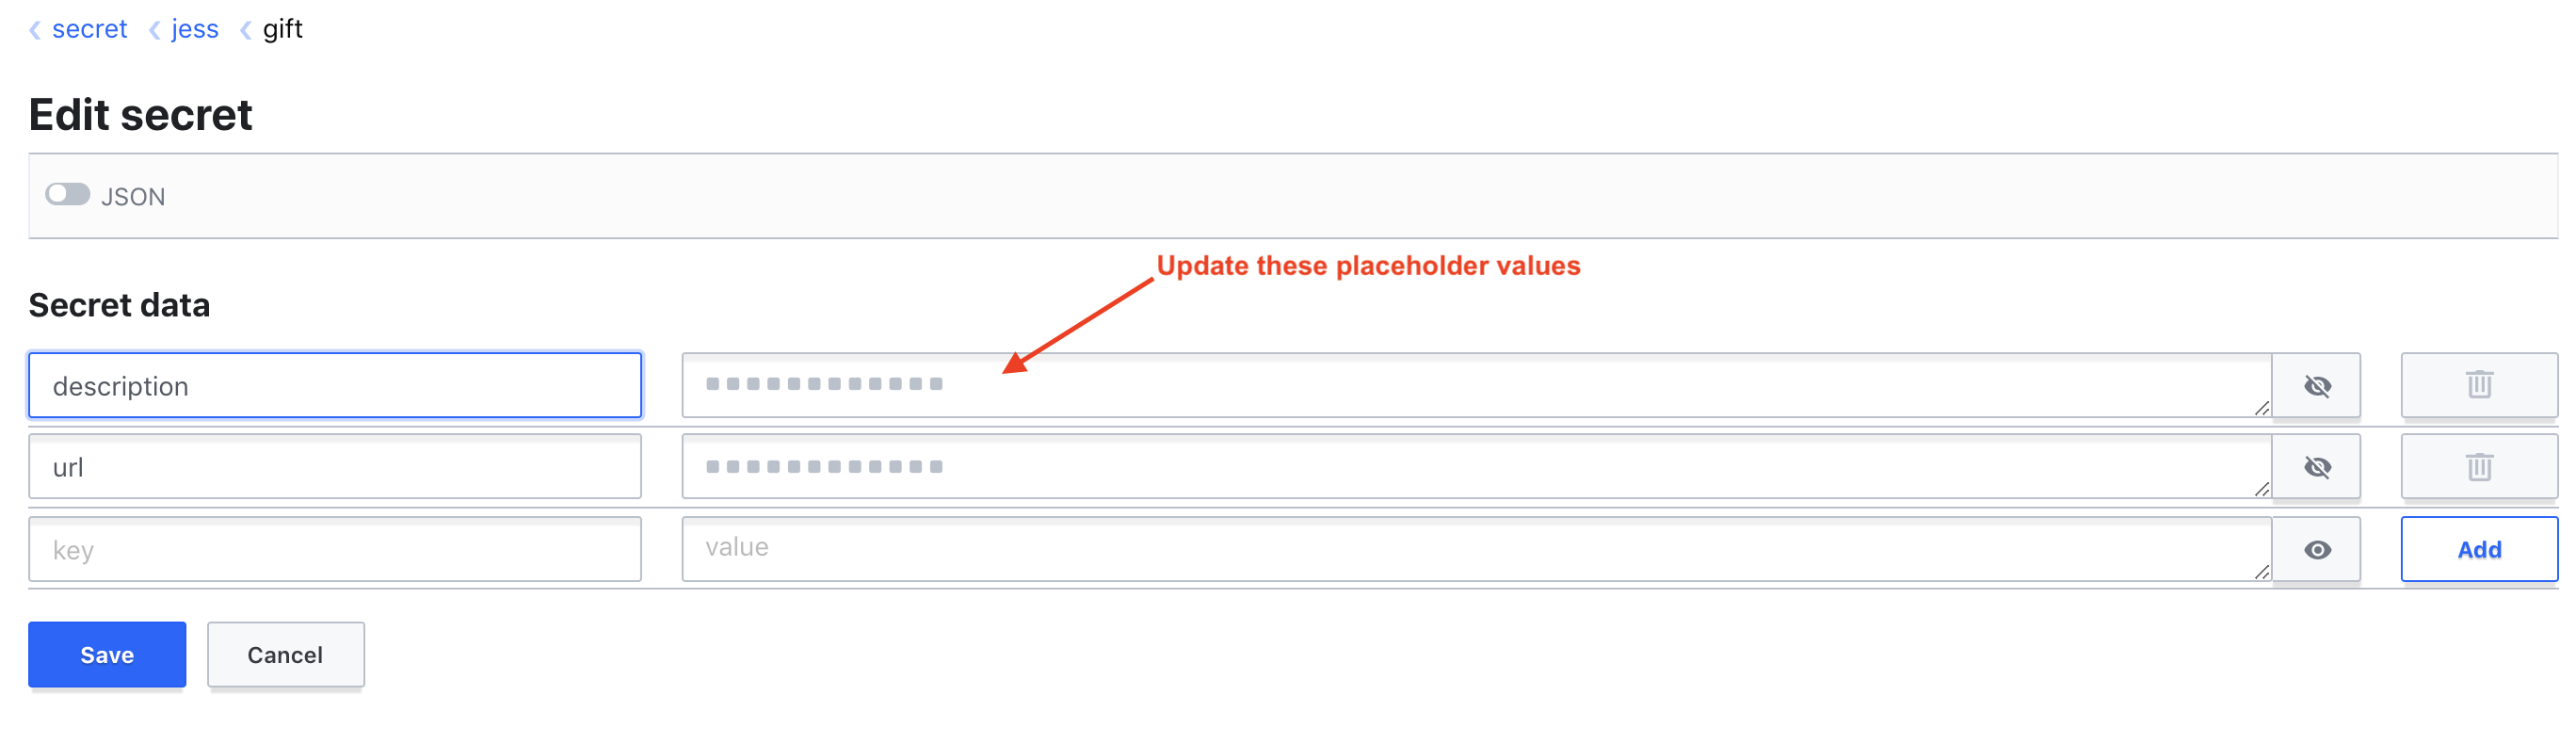 secret jess gift
Edit secret
JSON
Update these placeholder values
Secret data
description
url
key value Add
Save Cancel